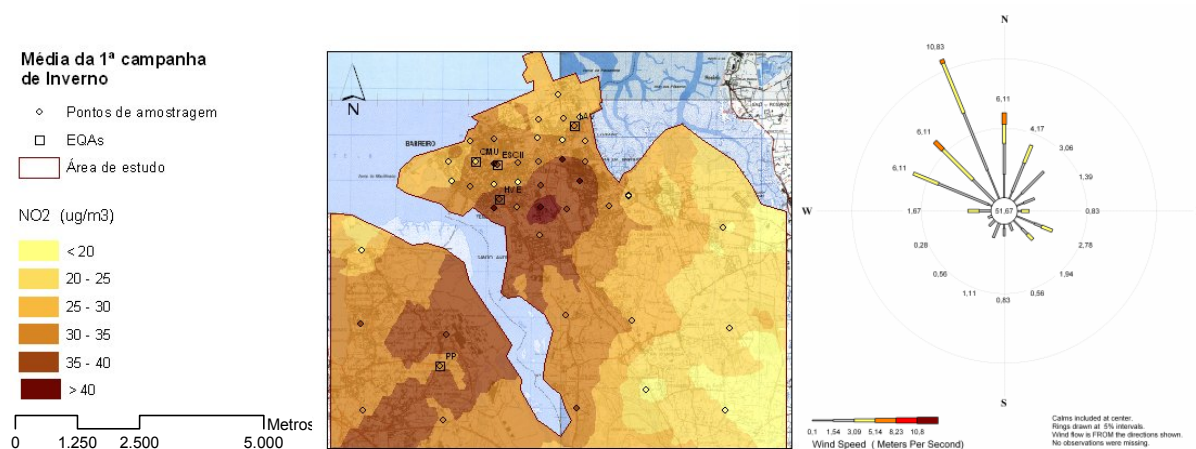 Média da 1ª campanha
de Inverno
Pontos de amostragem
EQAs
Área de estudo
NO2 (ug/m3)
< 20
20 - 25
25 - 30
30 - 35
35 - 40
> 40
0 1.250 2.500 5.000 Metros
N
LAV
BARREIRO
CMU
ESCII
HVE
PP
N
10,83
6,11
4,17
6,11
3,06
6,11
1,39
W
1,67
51,67
0,83
0,28
2,78
0,56
1,94
1,11
0,83
0,56
S
0,1 1,54 3,09 5,14 8,23 10,8
Wind Speed ( Meters Per Second)
Calms included at center.
Rings drawn at 5% intervals.
Wind flow is FROM the directions shown.
No observations were missing.